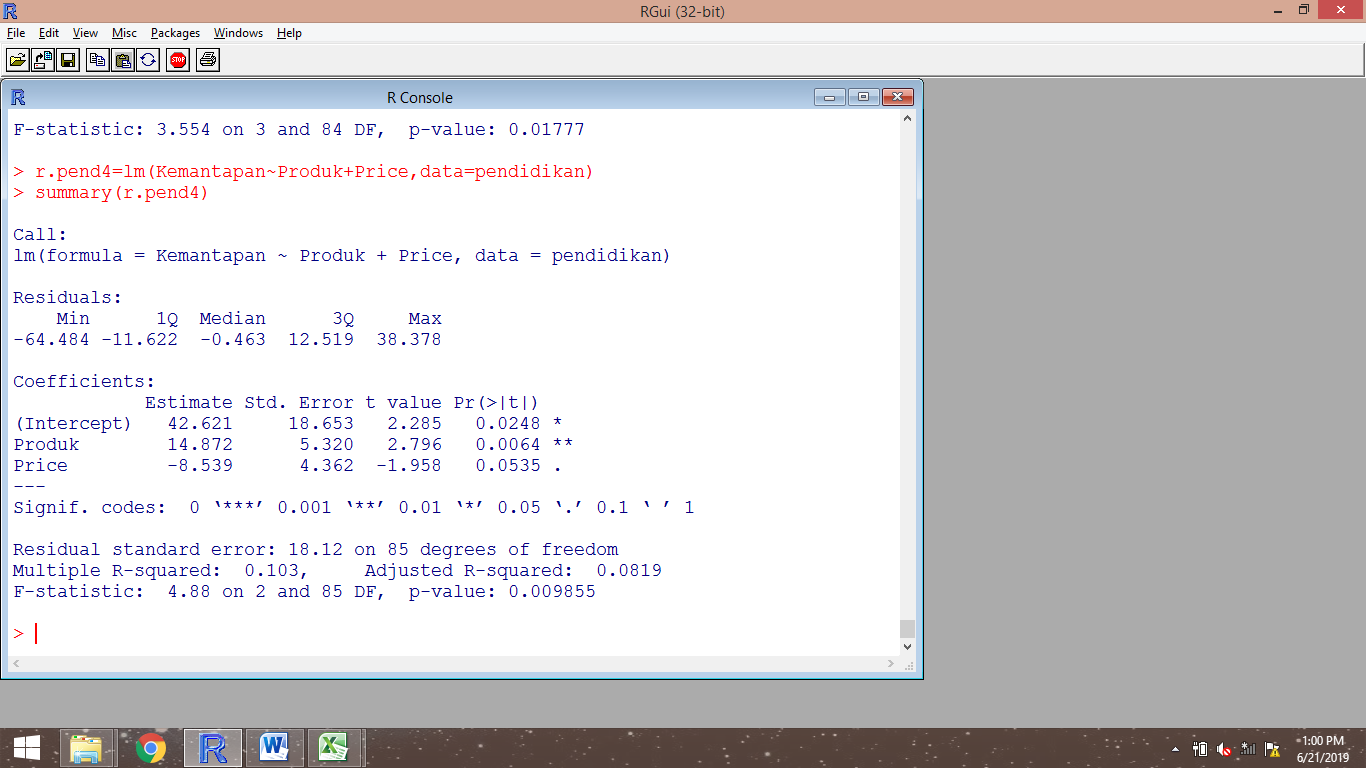 RGui (32-bit)
File Edit View Misc Packages Windows Help
STOP
R Console
F-statistic: 3.554 on 3 and 84 DF,  p-value: 0.01777
> r.pend4=lm(Kemantapan~Produk+Price,data=pendidikan)
> summary(r.pend4)
Call:
lm(formula = Kemantapan ~ Produk + Price, data = pendidikan)
Residuals:
    Min      1Q  Median      3Q     Max
-64.484 -11.622  -0.463  12.519  38.378
Coefficients:
            Estimate Std. Error t value Pr(>|t|)
(Intercept)   42.621     18.653   2.285   0.0248 *
Produk        14.872      5.320   2.796   0.0064 **
Price         -8.539      4.362  -1.958   0.0535 .
---
Signif. codes:  0 ‘***’ 0.001 ‘**’ 0.01 ‘*’ 0.05 ‘.’ 0.1 ‘ ’ 1
Residual standard error: 18.12 on 85 degrees of freedom
Multiple R-squared:  0.103,     Adjusted R-squared:  0.0819
F-statistic:  4.88 on 2 and 85 DF,  p-value: 0.009855
>
1:00 PM
6/21/2019